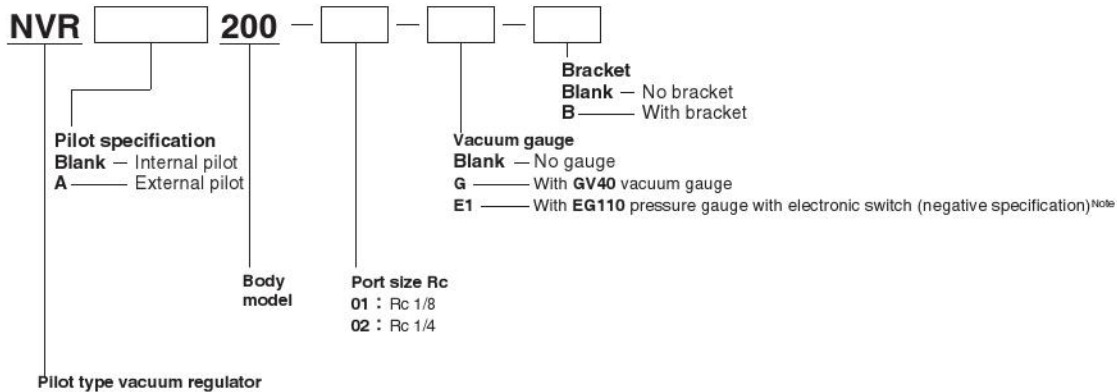 NVR 200 — — —
Bracket
Blank — No bracket
B — With bracket
Pilot specification
Blank — Internal pilot
A — External pilot
Vacuum gauge
Blank — No gauge
G — With GV40 vacuum gauge
E1 — With EG110 pressure gauge with electronic switch (negative specification)Note
Body
model
Port size Rc
01 : Rc 1/8
02 : Rc 1/4
Pilot type vacuum regulator